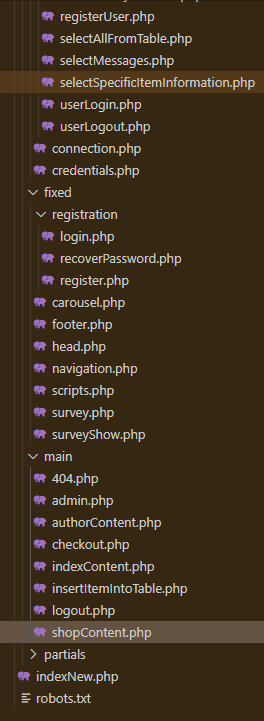 registerUser.php
selectAllFromTable.php
selectMessages.php
selectSpecificItemInformation.php
userLogin.php
userLogout.php
connection.php
credentials.php
fixed
registration
login.php
recoverPassword.php
register.php
carousel.php
footer.php
head.php
navigation.php
scripts.php
survey.php
surveyShow.php
main
404.php
admin.php
authorContent.php
checkout.php
indexContent.php
insertItemIntoTable.php
logout.php
shopContent.php
partials
indexNew.php
robots.txt